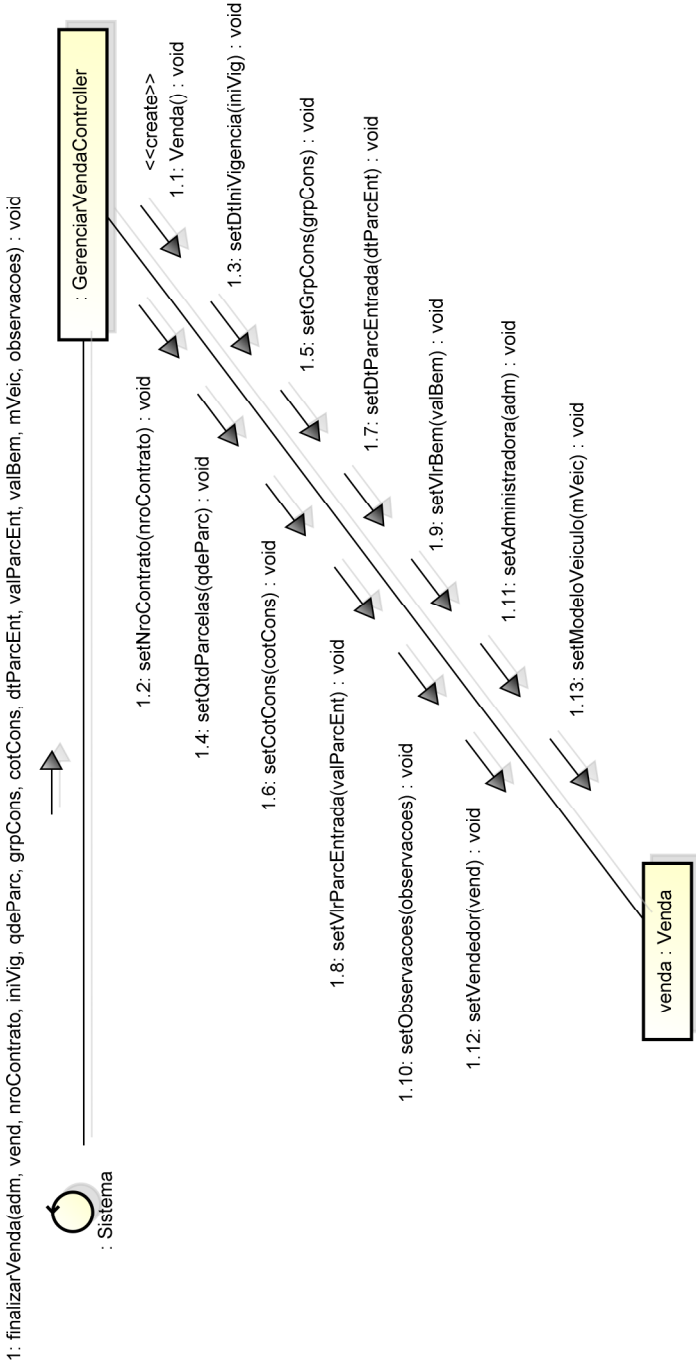 1: finalizarVenda(adm, vend, nroContrato, iniVig, qdeParc, grpCons, cotCons, dtParcEnt, valParcEnt, valBem, mVeic, observacoes) : void
: Sistema
: GerenciarVendaController
<<create>>
1.1: Venda() : void
1.2: setNroContrato(nroContrato) : void
1.3: setDtIniVigencia(iniVig) : void
1.4: setQtdParcelas(qdeParc) : void
1.5: setGrpCons(grpCons) : void
1.6: setCotCons(cotCons) : void
1.7: setDtParcEntrada(dtParcEnt) : void
1.8: setVlrParcEntrada(valParcEnt) : void
1.9: setVlrBem(valBem) : void
1.10: setObservacoes(observacoes) : void
1.11: setAdministradora(adm) : void
1.12: setVendedor(vend) : void
1.13: setModeloVeiculo(mVeic) : void
venda : Venda